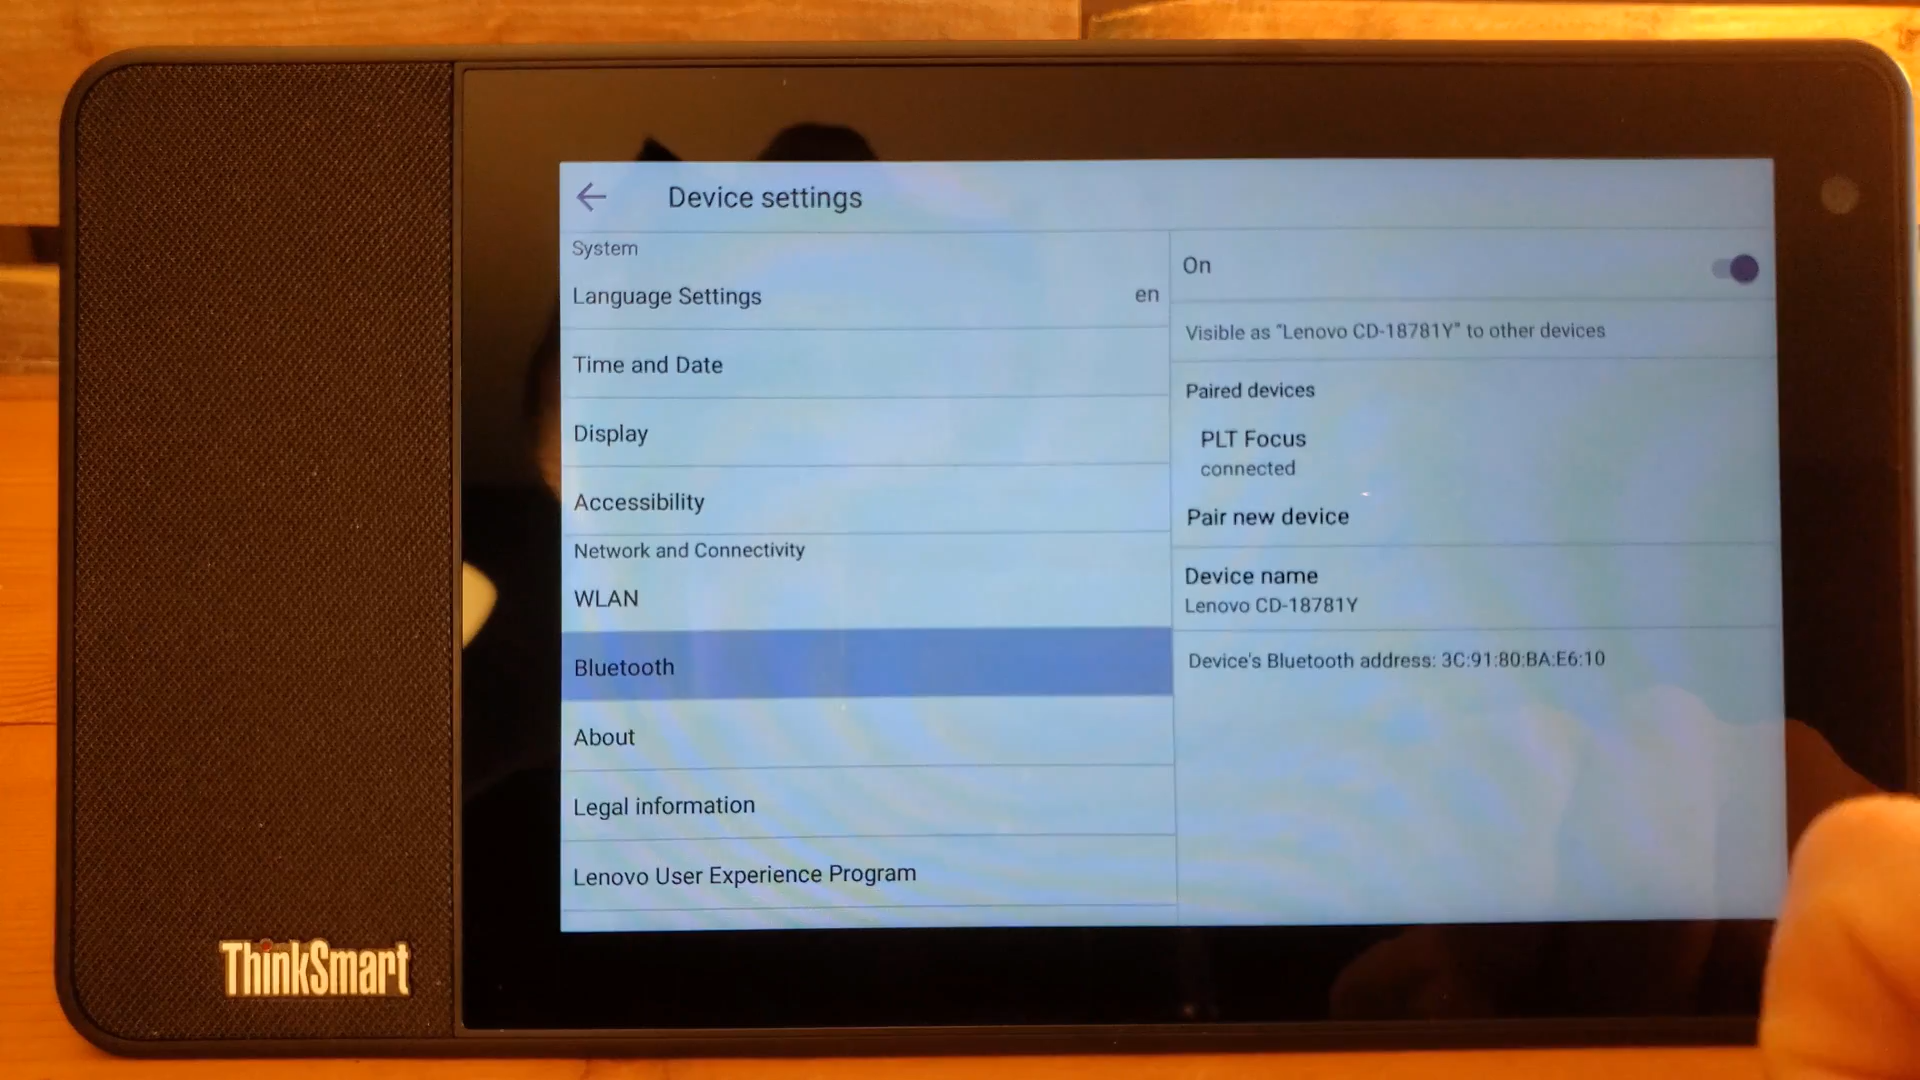 Device settings
System
Language Settings en
Time and Date
Display
Accessibility
Network and Connectivity
WLAN
Bluetooth
About
Legal information
Lenovo User Experience Program
On
Visible as "Lenovo CD-18781Y" to other devices
Paired devices
PLT Focus
connected
Pair new device
Device name
Lenovo CD-18781Y
Device's Bluetooth address: 3C:91:80:BA:E6:10
ThinkSmart